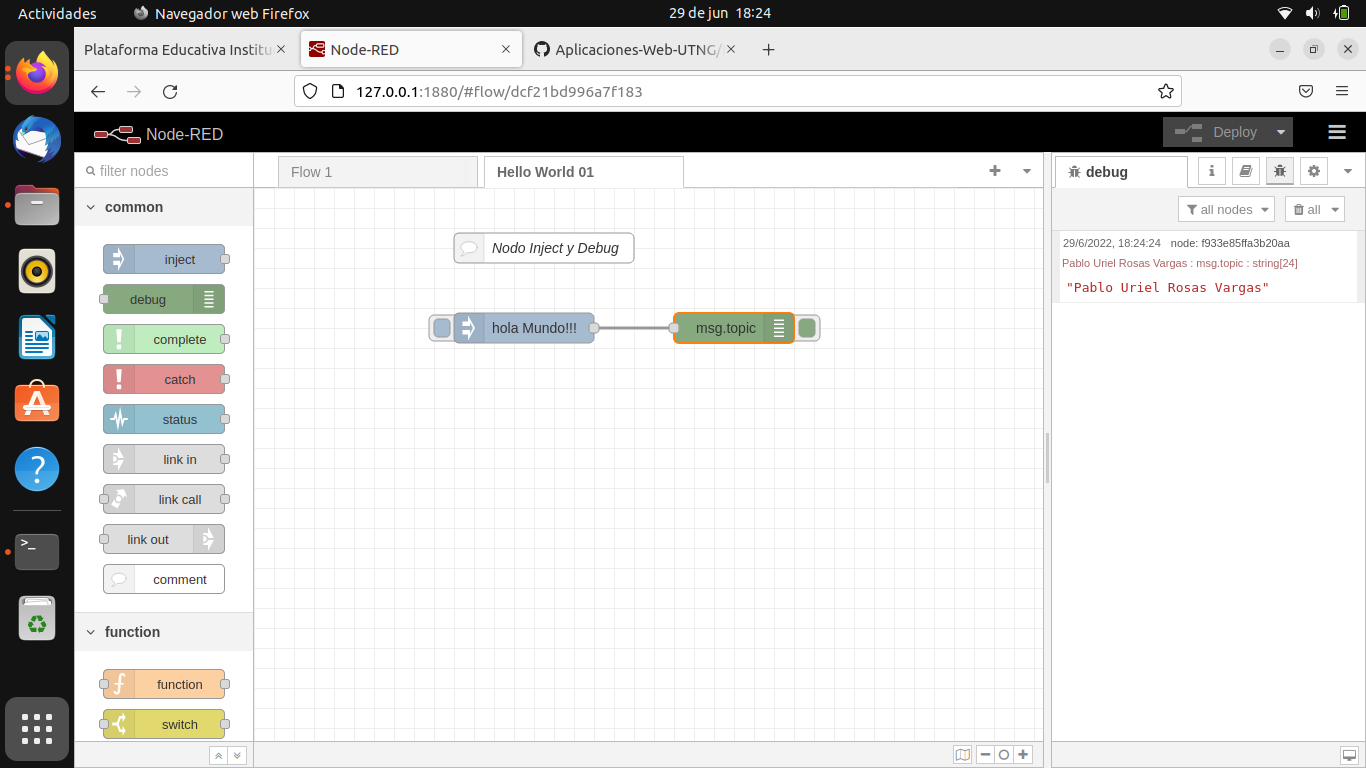 Actividades
Navegador web Firefox
29 de jun 18:24
Plataforma Educativa Institu
Node-RED
Aplicaciones-Web-UTNG/
127.0.0.1:1880/#flow/dcf21bd996a7f183
Node-RED
Deploy
filter nodes
Flow 1
Hello World 01
debug
common
all nodes
all
inject
debug
complete
catch
status
link in
link call
link out
comment
function
function
switch
Nodo Inject y Debug
hola Mundo!!!
msg.topic
29/6/2022, 18:24:24 node: f933e85ffa3b20aa
Pablo Uriel Rosas Vargas : msg.topic : string[24]
"Pablo Uriel Rosas Vargas"